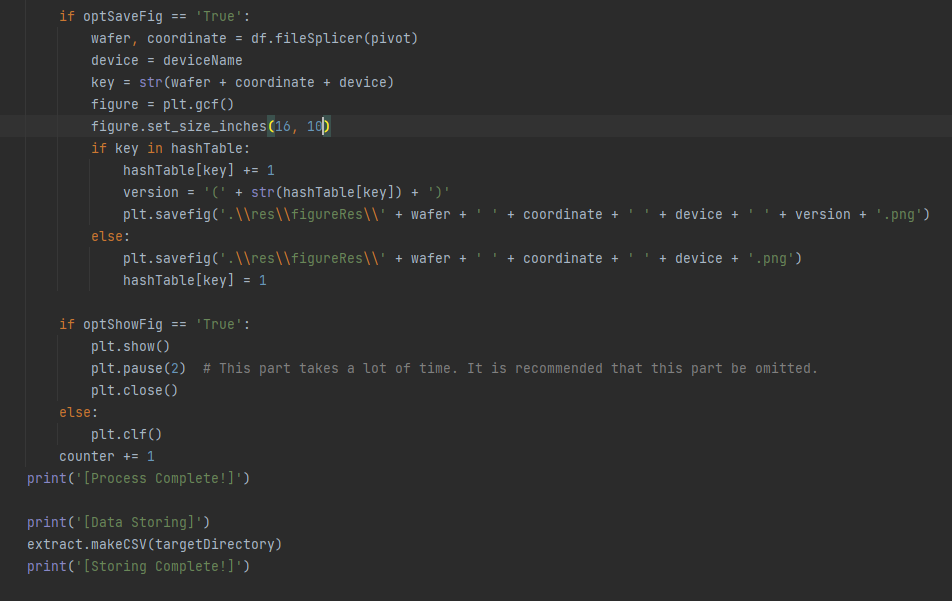 if optSaveFig == 'True':
wafer, coordinate = df.fileSplicer(pivot)
device = deviceName
key = str(wafer + coordinate + device)
figure = plt.gcf()
figure.set_size_inches(16, 10)
if key in hashTable:
hashTable[key] += 1
version = '(' + str(hashTable[key]) + ')'
plt.savefig('.\\res\\figureRes\\' + wafer + ' ' + coordinate + ' ' + device + ' ' + version + '.png')
else:
plt.savefig('.\\res\\figureRes\\' + wafer + ' ' + coordinate + ' ' + device + '.png')
hashTable[key] = 1
if optShowFig == 'True':
plt.show()
plt.pause(2)  # This part takes a lot of time. It is recommended that this part be omitted.
plt.close()
else:
plt.clf()
counter += 1
print('[Process Complete!]')
print('[Data Storing]')
extract.makeCSV(targetDirectory)
print('[Storing Complete!]')